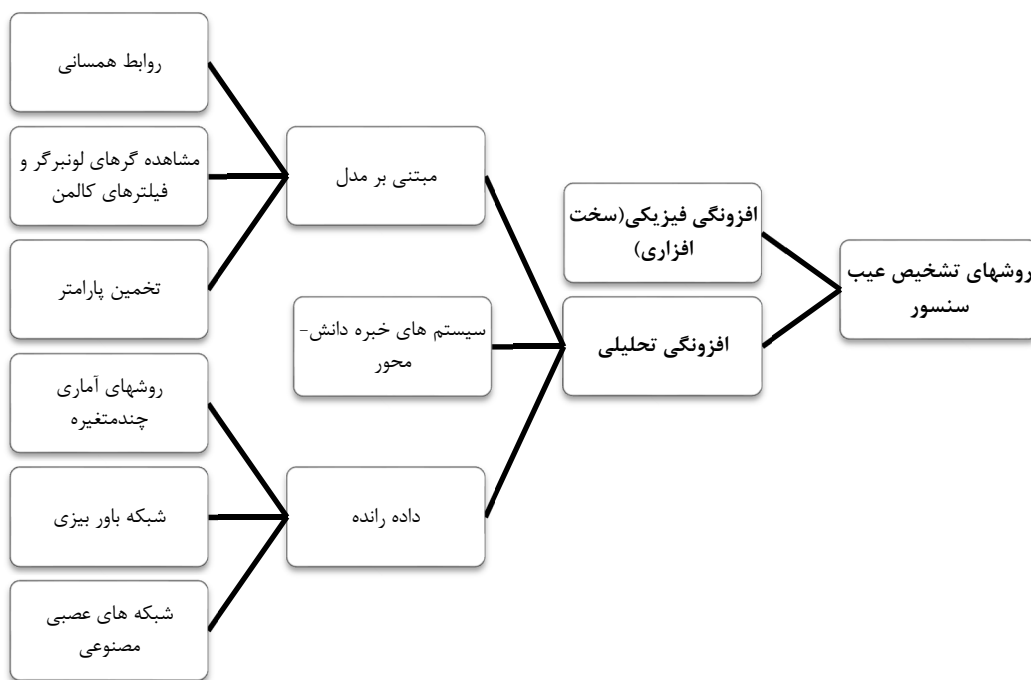 روشهای تشخیص عیب
سنسور
افزونگی فیزیکی(سخت
افزاری)
افزونگی تحلیلی
مبتنی بر مدل
سیستم های خبره دانش-
محور
داده رانده
روابط همسانی
مشاهده گرهای لونبرگر و
فیلترهای کالمن
تخمین پارامتر
روشهای آماری
چندمتغیره
شبکه باور بیزی
شبکه های عصبی
مصنوعی